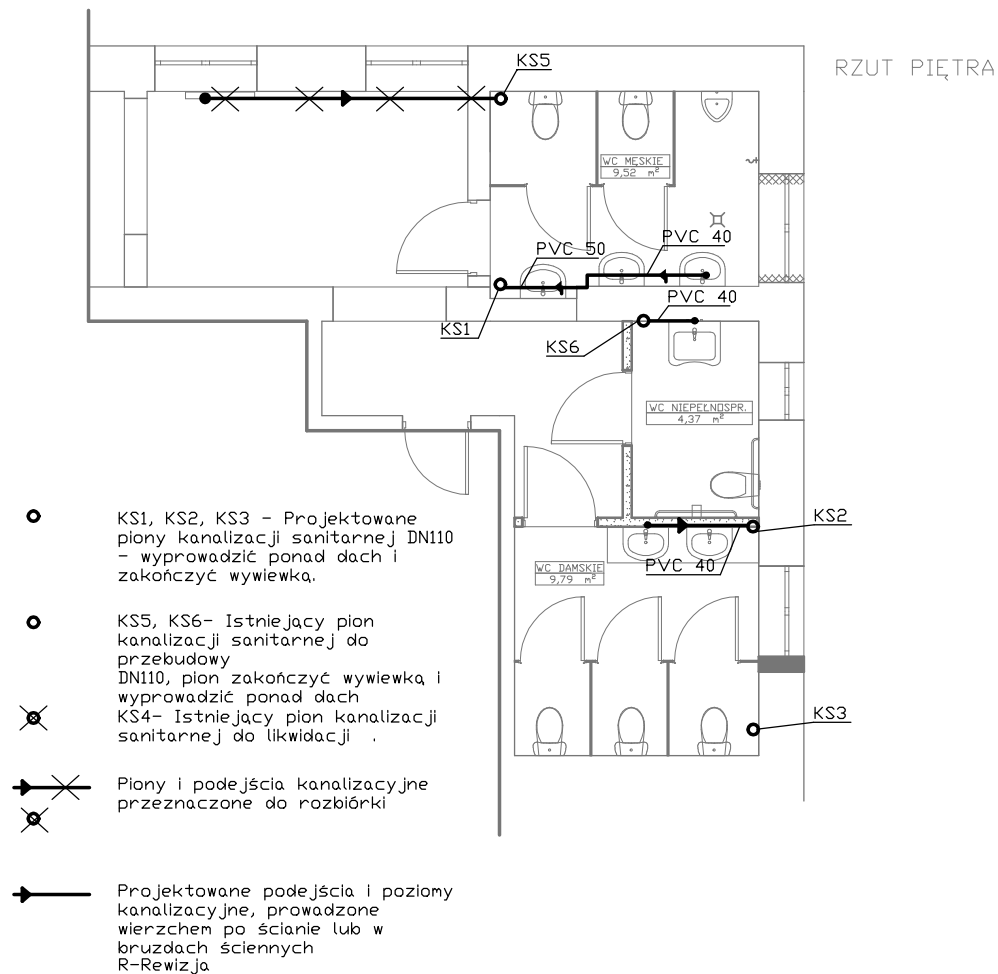 KS5
RZUT PIĘTRA
WC MĘSKIE
9,52 m²
PVC 50
PVC 40
PVC 40
KS1
KS6
WC NIEPEŁNOSPR.
4,37 m²
KS2
PVC 40
WC DAMSKIE
9,79 m²
KS3
KS1, KS2, KS3 - Projektowane
piony kanalizacji sanitarnej DN110
- wyprowadzić ponad dach i
zakończyć wywiewką.
KS5, KS6- Istniejący pion
kanalizacji sanitarnej do
przebudowy
DN110, pion zakończyć wywiewką i
wyprowadzić ponad dach
KS4- Istniejący pion kanalizacji
sanitarnej do likwidacji .
Piony i podejścia kanalizacyjne
przeznaczone do rozbiórki
Projektowane podejścia i poziomy
kanalizacyjne, prowadzone
wierzchem po ścianie lub w
bruzdach ściennych
R-Rewizja